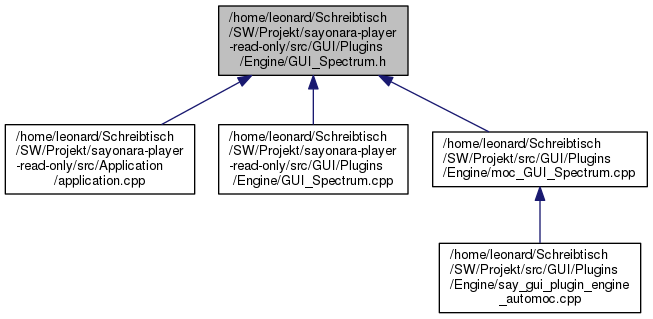 /home/leonard/Schreibtisch
/SW/Projekt/sayonara-player
-read-only/src/GUI/Plugins
/Engine/GUI_Spectrum.h
/home/leonard/Schreibtisch
/SW/Projekt/sayonara-player
-read-only/src/Application
/application.cpp
/home/leonard/Schreibtisch
/SW/Projekt/sayonara-player
-read-only/src/GUI/Plugins
/Engine/GUI_Spectrum.cpp
/home/leonard/Schreibtisch
/SW/Projekt/src/GUI/Plugins
/Engine/moc_GUI_Spectrum.cpp
/home/leonard/Schreibtisch
/SW/Projekt/src/GUI/Plugins
/Engine/say_gui_plugin_engine
_automoc.cpp